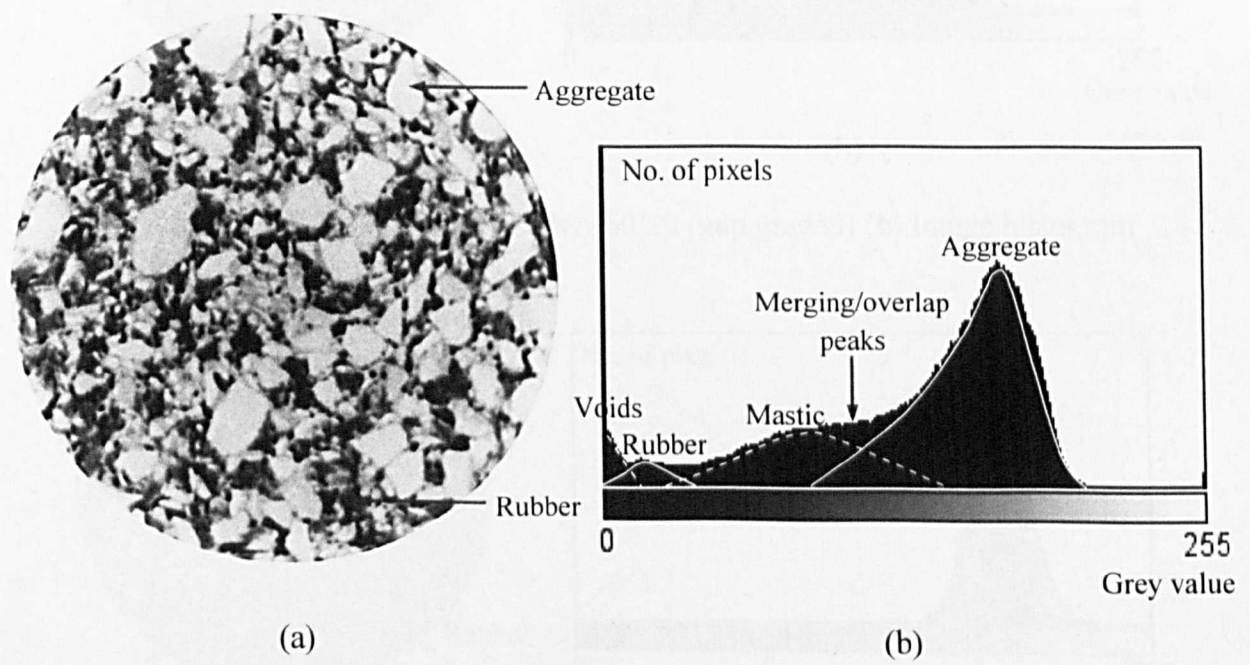 Aggregate
Rubber
(a)
No. of pixels
Aggregate
Merging/overlap
peaks
Voids
Mastic
Rubber
0
255
Grey value
(b)